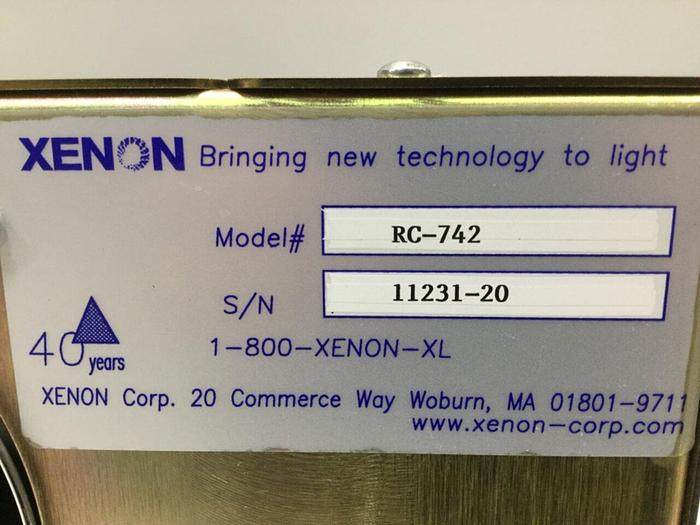 XENON Bringing new technology to light
Model# RC-742
S/N 11231-20
40 years
1-800-XENON-XL
XENON Corp. 20 Commerce Way Woburn, MA 01801-9711
www.xenon-corp.com